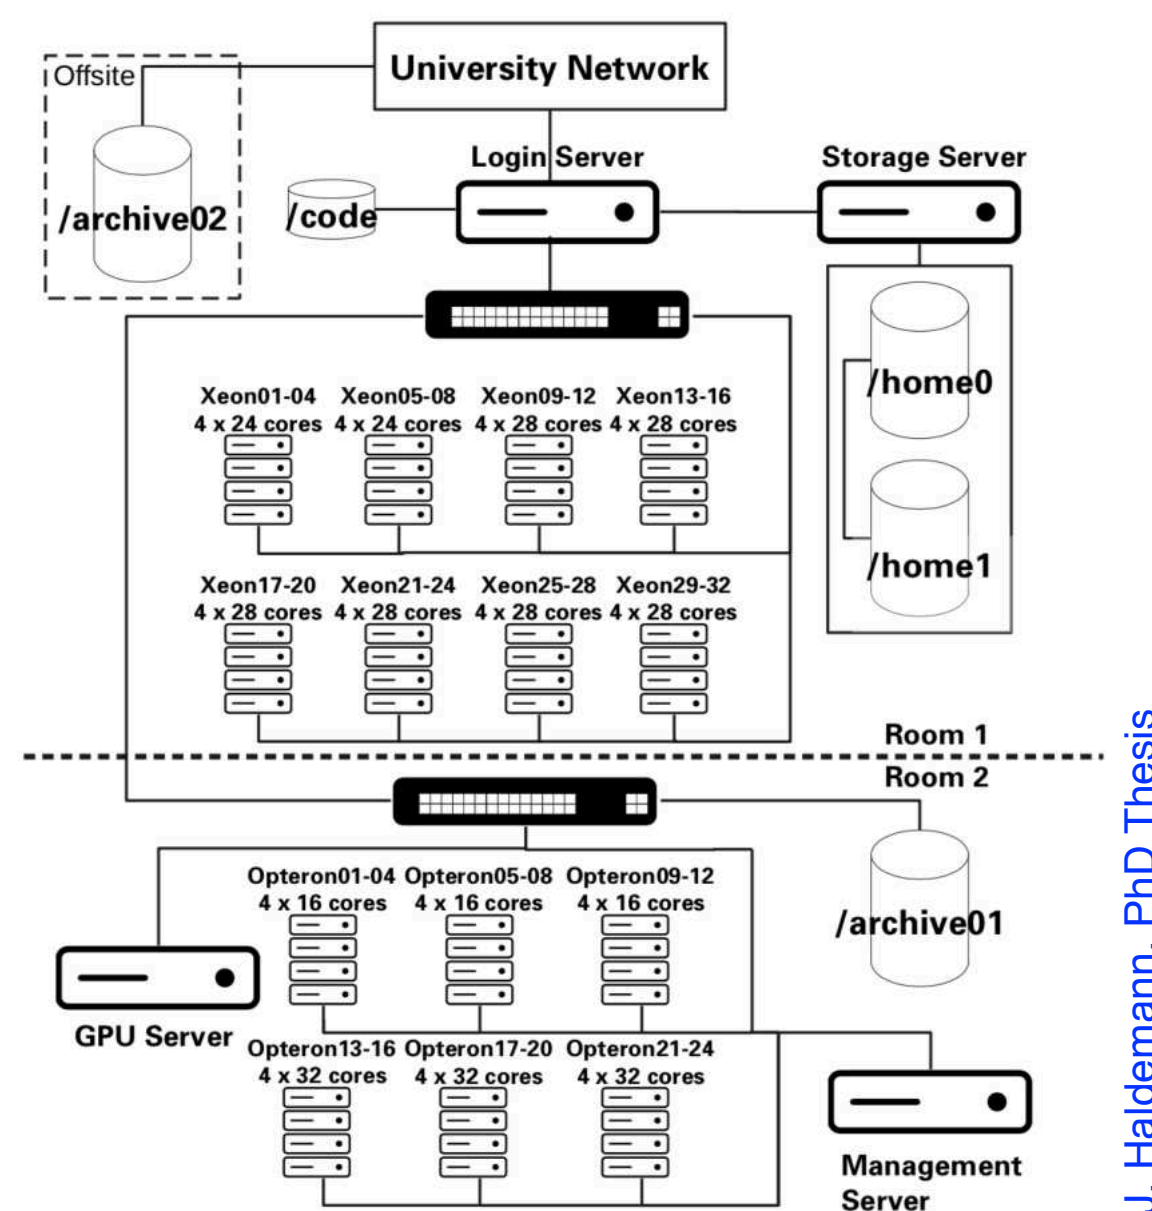 University Network
Offsite
/archive02
Login Server
Storage Server
/code
/home0
/home1
Xeon01-04 Xeon05-08 Xeon09-12 Xeon13-16
4 x 24 cores 4 x 24 cores 4 x 28 cores 4 x 28 cores
Xeon17-20 Xeon21-24 Xeon25-28 Xeon29-32
4 x 28 cores 4 x 28 cores 4 x 28 cores 4 x 28 cores
Room 1
Room 2
Opteron01-04 Opteron05-08 Opteron09-12
4 x 16 cores 4 x 16 cores 4 x 16 cores
/archive01
GPU Server
Opteron13-16 Opteron17-20 Opteron21-24
4 x 32 cores 4 x 32 cores 4 x 32 cores
Management
Server
J. Haldemann, PhD Thesis